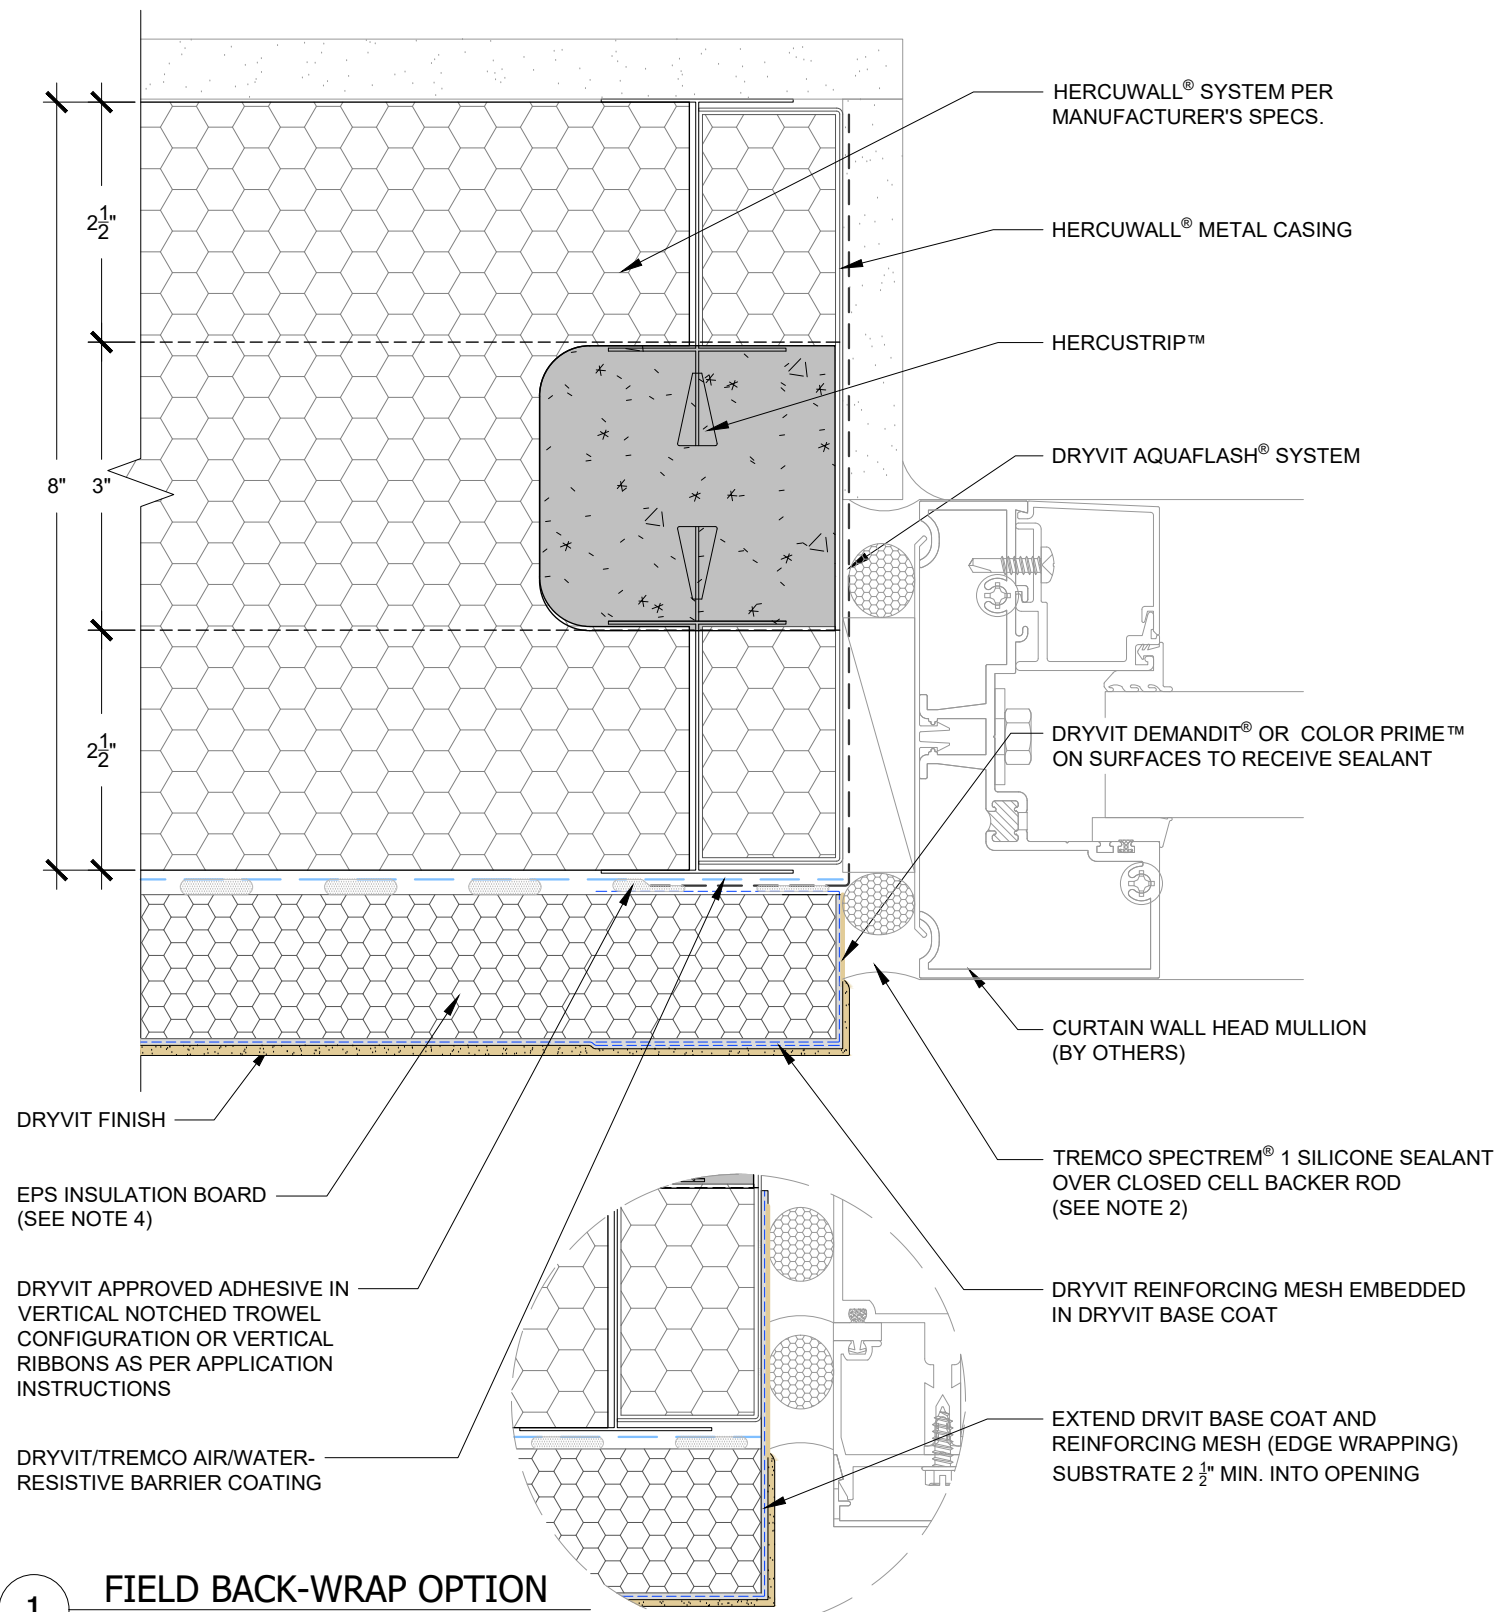 HERCUWALL® SYSTEM PER
MANUFACTURER'S SPECS.
2 1/2"
HERCUWALL® METAL CASING
HERCUSTRIP™
8"
3"
DRYVIT AQUAFLASH® SYSTEM
2 1/2"
DRYVIT DEMANDIT® OR COLOR PRIME™
ON SURFACES TO RECEIVE SEALANT
CURTAIN WALL HEAD MULLION
(BY OTHERS)
DRYVIT FINISH
TREMCO SPECTREM® 1 SILICONE SEALANT
OVER CLOSED CELL BACKER ROD
(SEE NOTE 2)
EPS INSULATION BOARD
(SEE NOTE 4)
DRYVIT APPROVED ADHESIVE IN
VERTICAL NOTCHED TROWEL
CONFIGURATION OR VERTICAL
RIBBONS AS PER APPLICATION
INSTRUCTIONS
DRYVIT REINFORCING MESH EMBEDDED
IN DRYVIT BASE COAT
EXTEND DRVIT BASE COAT AND
REINFORCING MESH (EDGE WRAPPING)
SUBSTRATE 2 1/2" MIN. INTO OPENING
DRYVIT/TREMCO AIR/WATER-
RESISTIVE BARRIER COATING
1
FIELD BACK-WRAP OPTION